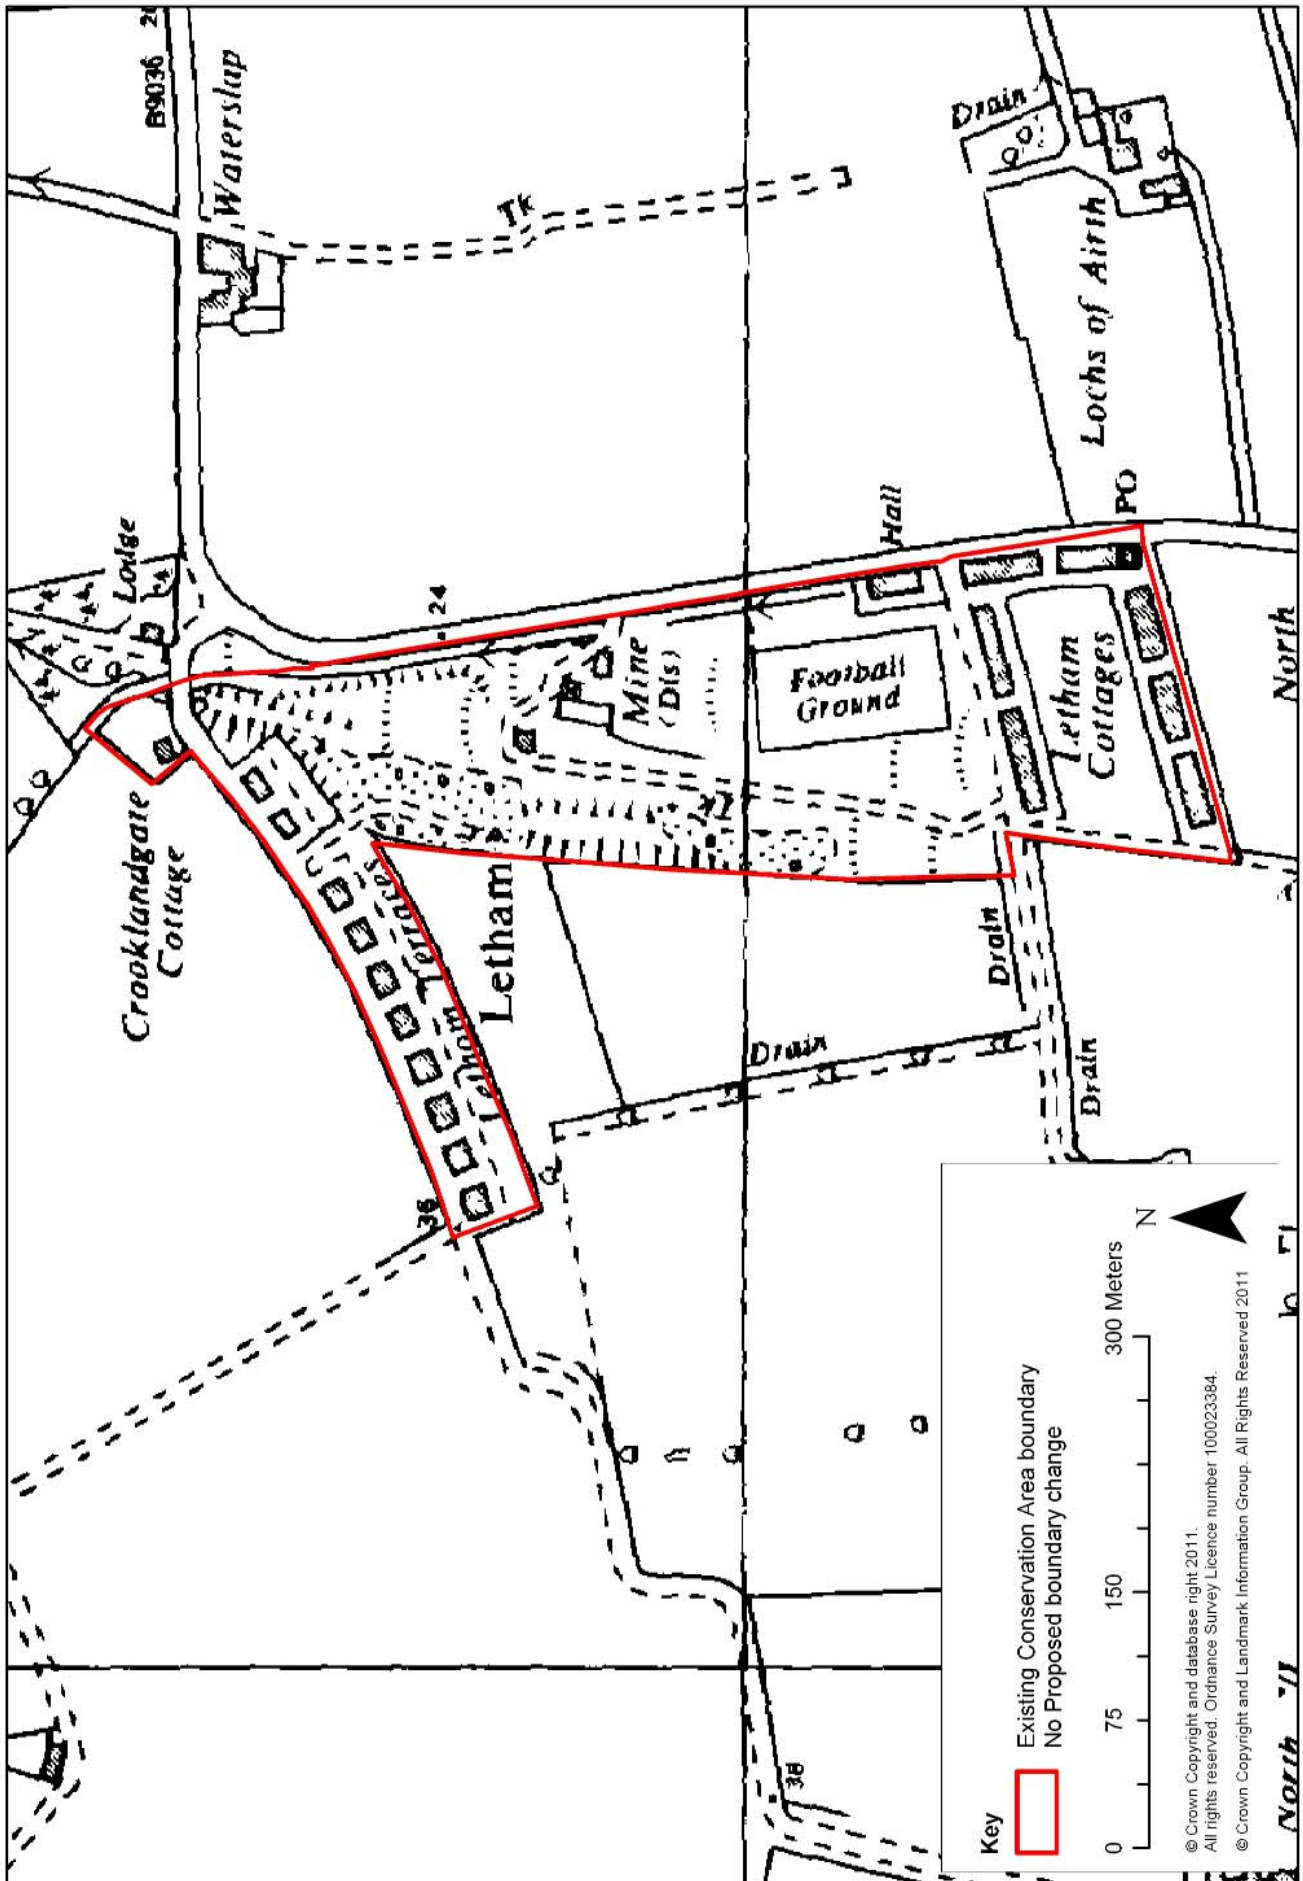 B9036
Waterslap
Lodge
Crooklandgate
Cottage
Tk
24
Drain
Lochs of Airth
Hall
PO
Mine
(Dis)
Football
Ground
Letham
Cottages
Letham Terraces
Letham
36
Drain
Drain
Drain
North
38
North
Key
Existing Conservation Area boundary
No Proposed boundary change
0 75 150 300 Meters
N
© Crown Copyright and database right 2011.
All rights reserved. Ordnance Survey Licence number 100023384.
© Crown Copyright and Landmark Information Group. All Rights Reserved 2011